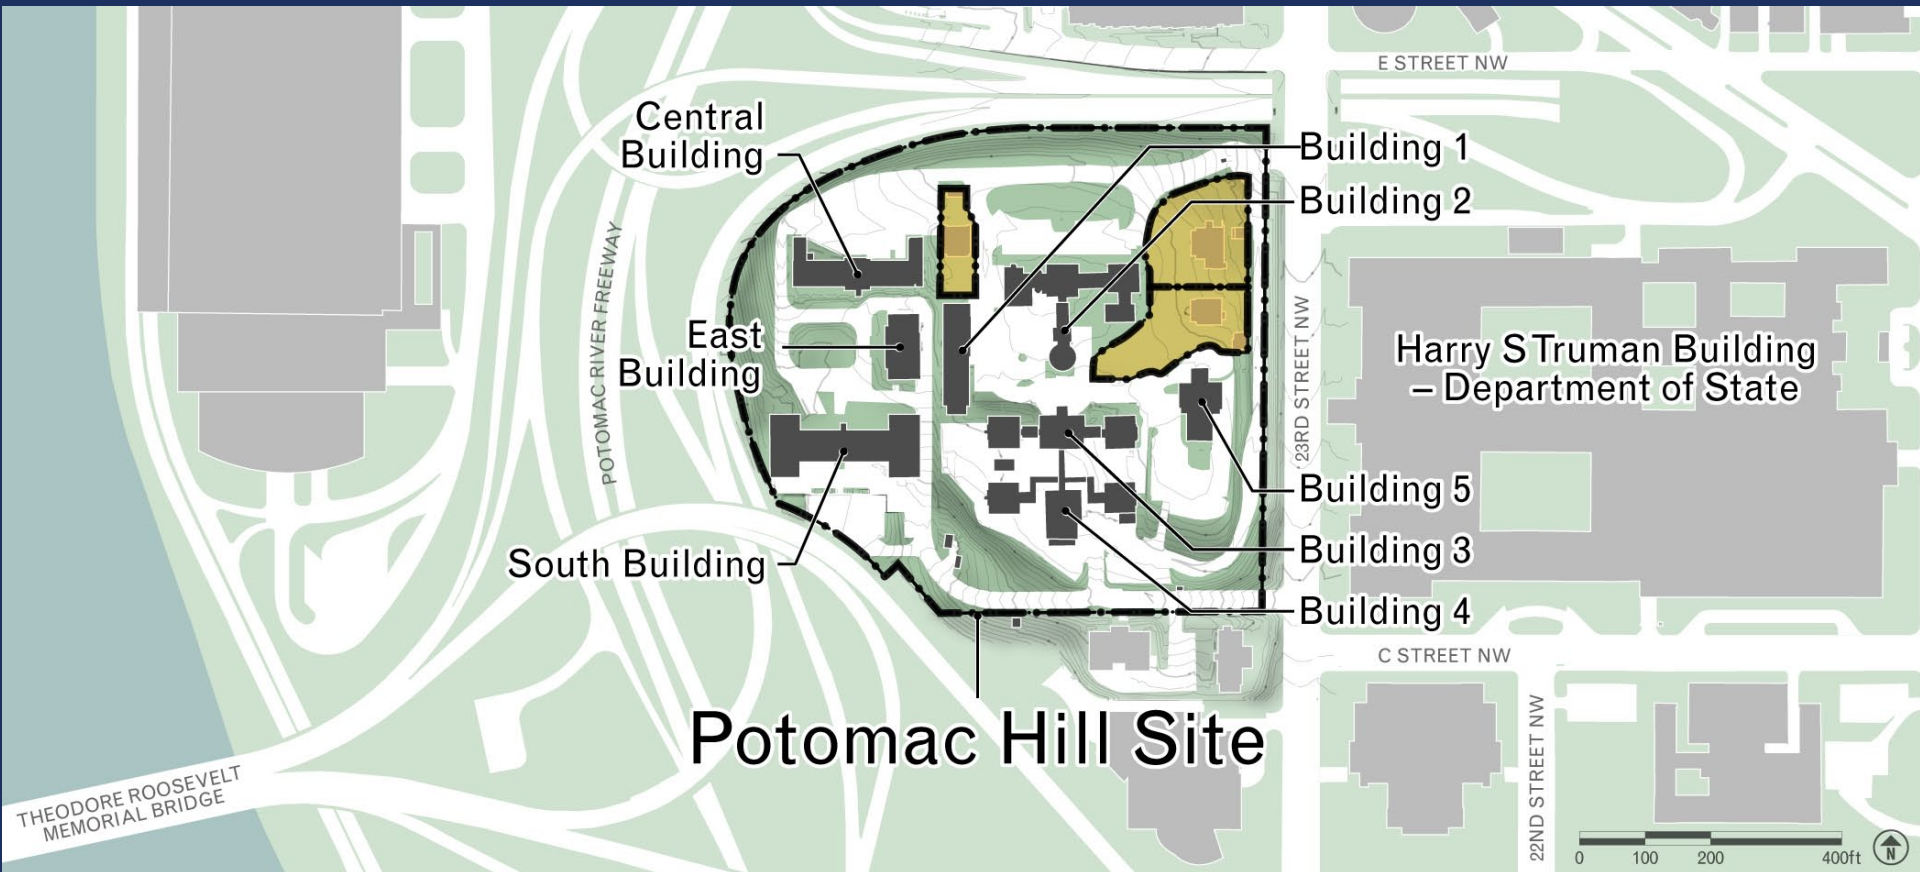 E STREET NW
Central
Building
Building 1
Building 2
POTOMAC RIVER FREEWAY
East
Building
23RD STREET NW
Harry S Truman Building
– Department of State
Building 5
South Building
Building 3
Building 4
C STREET NW
Potomac Hill Site
22ND STREET NW
THEODORE ROOSEVELT
MEMORIAL BRIDGE
0 100 200 400ft
N